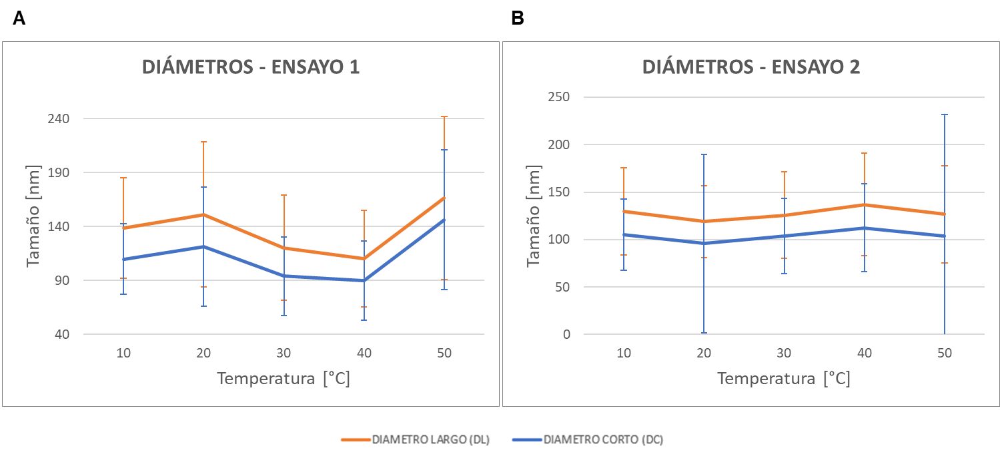 A
B
DIÁMETROS - ENSAYO 1
240
190
140
90
40
Tamaño [nm]
10 20 30 40 50
Temperatura [°C]
DIÁMETROS - ENSAYO 2
250
200
150
100
50
0
Tamaño [nm]
10 20 30 40 50
Temperatura [°C]
DIAMETRO LARGO (DL) DIAMETRO CORTO (DC)